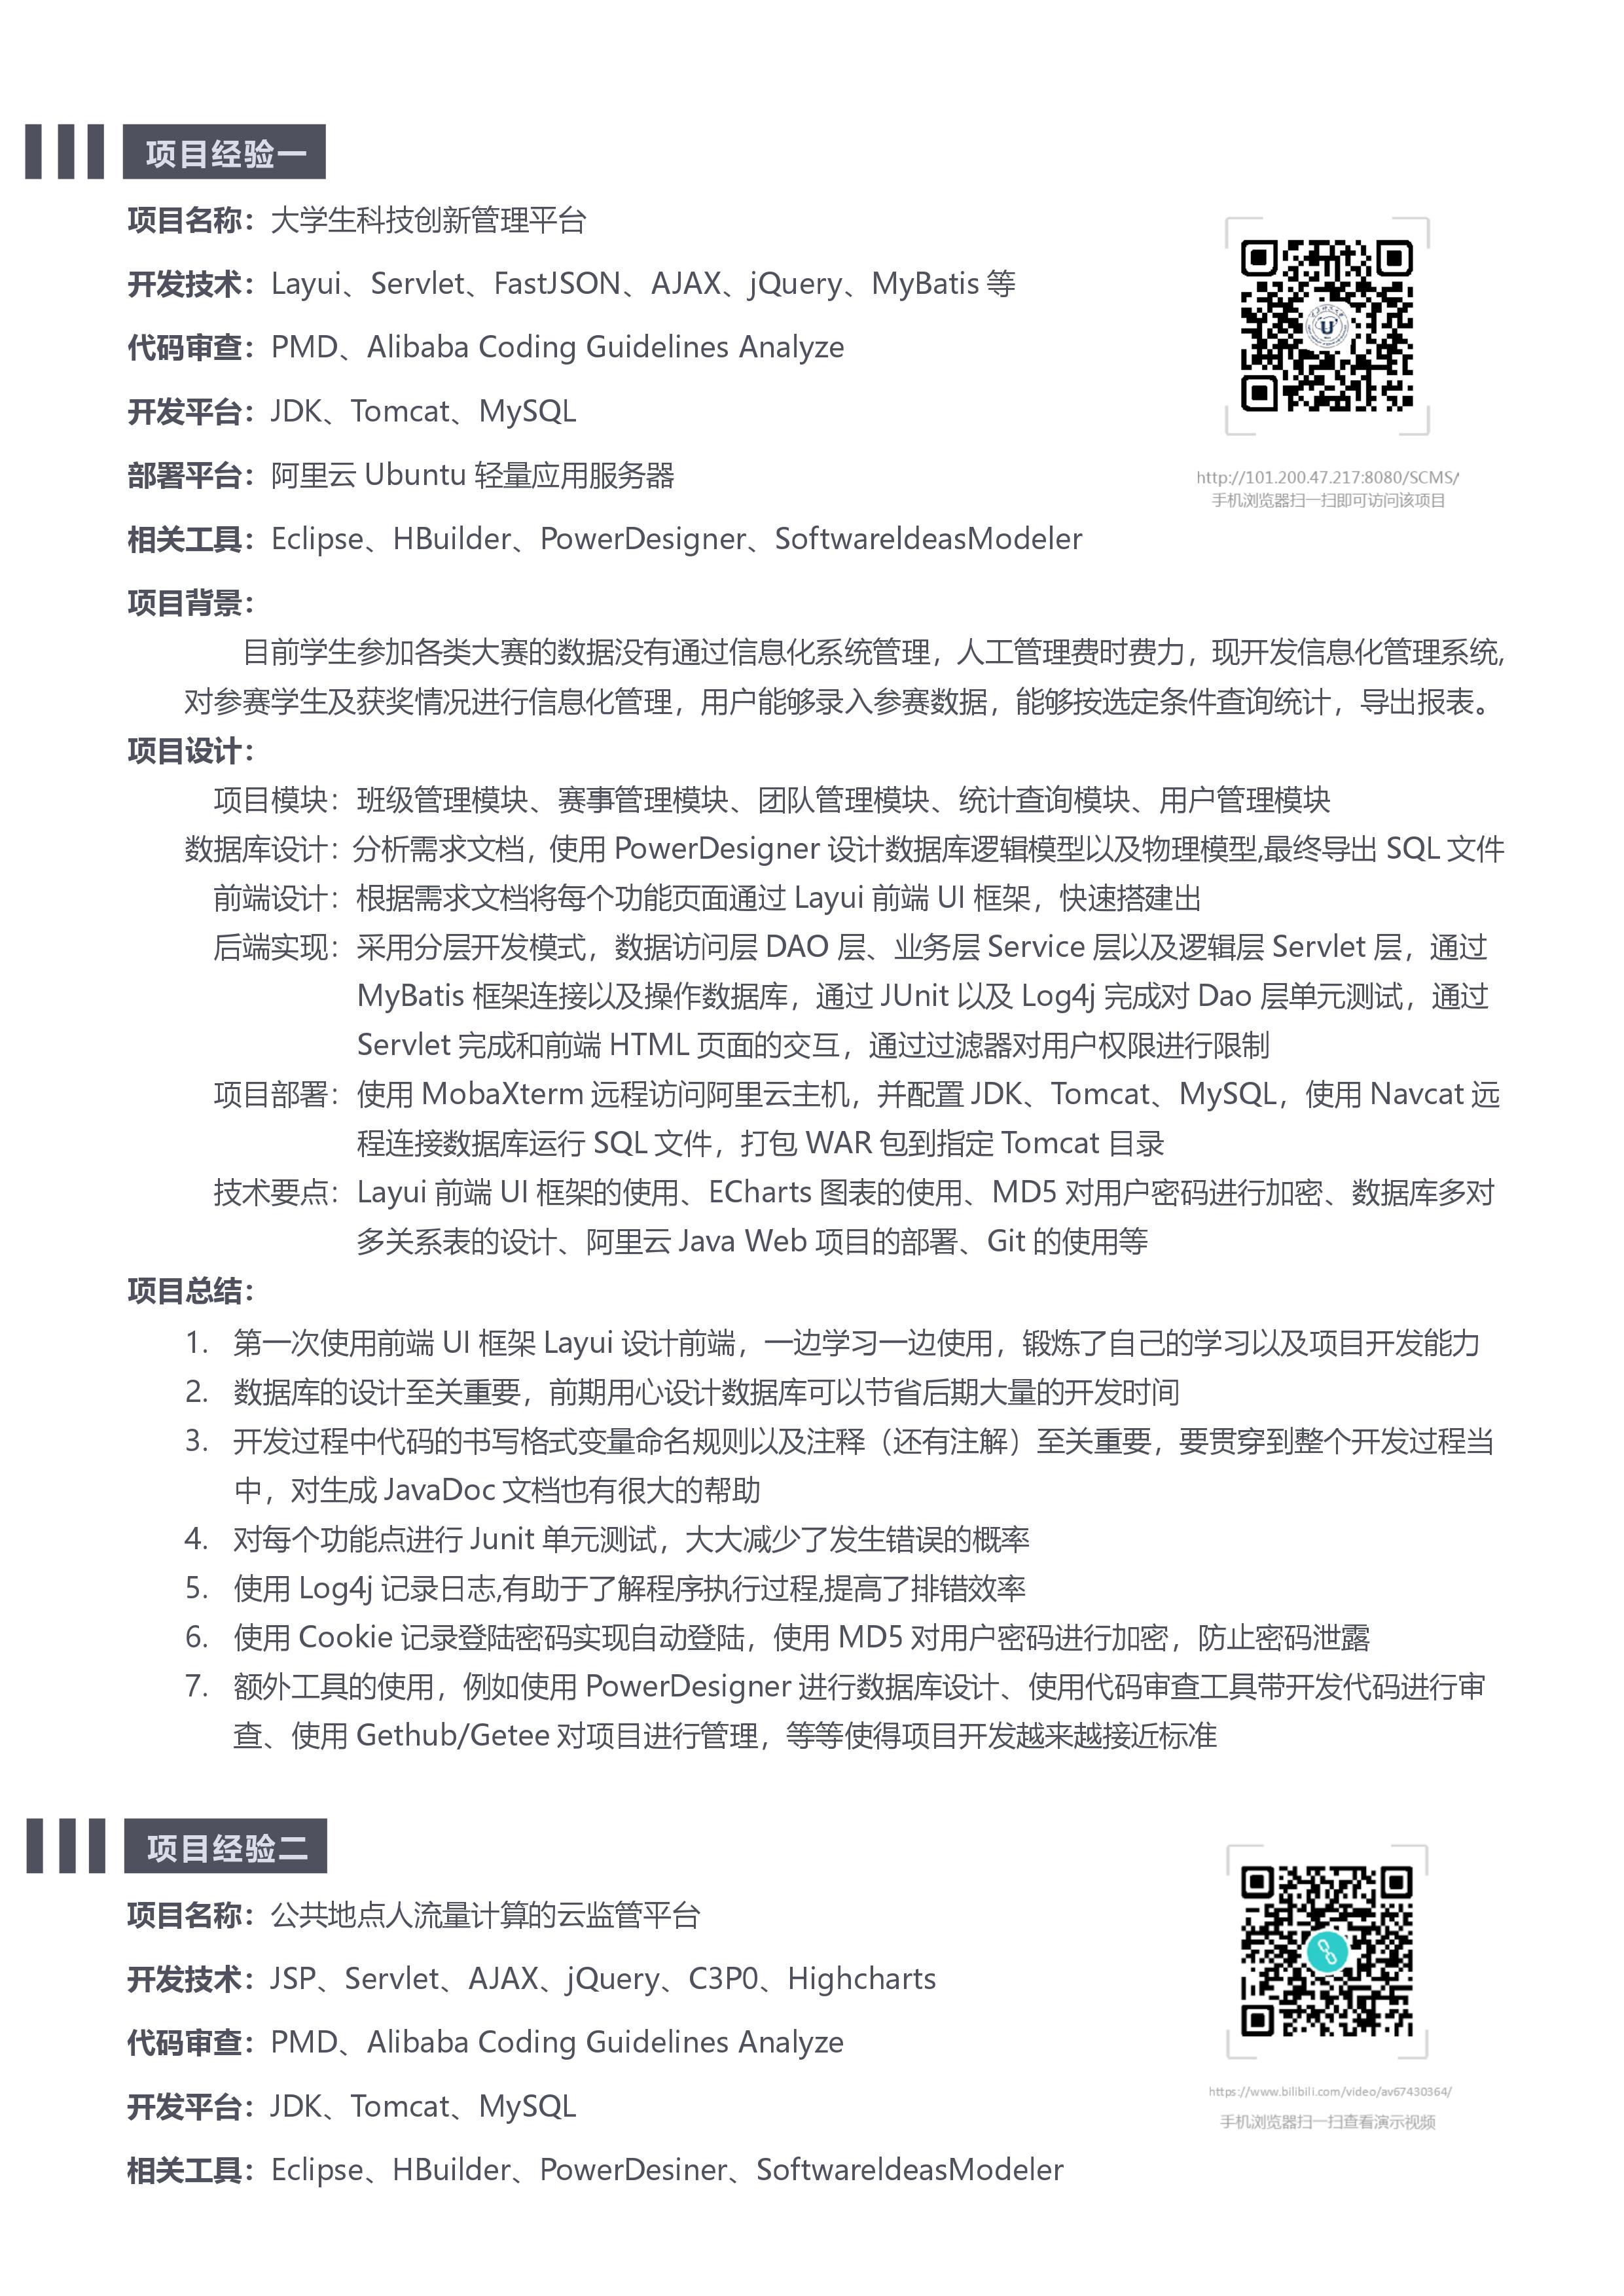 项目经验一
项目名称：大学生科技创新管理平台
开发技术：Layui、Servlet、FastJSON、AJAX、jQuery、MyBatis 等
代码审查：PMD、Alibaba Coding Guidelines Analyze
开发平台：JDK、Tomcat、MySQL
部署平台：阿里云 Ubuntu 轻量应用服务器
http://101.200.47.217:8080/SCMS/
手机浏览器扫一扫即可访问该项目
相关工具：Eclipse、HBuilder、PowerDesigner、SoftwareIdeasModeler
项目背景：
目前学生参加各类大赛的数据没有通过信息化系统管理，人工管理费时费力，现开发信息化管理系统,
对参赛学生及获奖情况进行信息化管理，用户能够录入参赛数据，能够按选定条件查询统计，导出报表。
项目设计：
项目模块：班级管理模块、赛事管理模块、团队管理模块、统计查询模块、用户管理模块
数据库设计：分析需求文档，使用 PowerDesigner 设计数据库逻辑模型以及物理模型,最终导出 SQL 文件
前端设计：根据需求文档将每个功能页面通过 Layui 前端 UI 框架，快速搭建出
后端实现：采用分层开发模式，数据访问层 DAO 层、业务层 Service 层以及逻辑层 Servlet 层，通过
MyBatis 框架连接以及操作数据库，通过 JUnit 以及 Log4j 完成对 Dao 层单元测试，通过
Servlet 完成和前端 HTML 页面的交互，通过过滤器对用户权限进行限制
项目部署：使用 MobaXterm 远程访问阿里云主机，并配置 JDK、Tomcat、MySQL，使用 Navcat 远
程连接数据库运行 SQL 文件，打包 WAR 包到指定 Tomcat 目录
技术要点：Layui 前端 UI 框架的使用、ECharts 图表的使用、MD5 对用户密码进行加密、数据库多对
多关系表的设计、阿里云 Java Web 项目的部署、Git 的使用等
项目总结：
1. 第一次使用前端 UI 框架 Layui 设计前端，一边学习一边使用，锻炼了自己的学习以及项目开发能力
2. 数据库的设计至关重要，前期用心设计数据库可以节省后期大量的开发时间
3. 开发过程中代码的书写格式变量命名规则以及注释（还有注解）至关重要，要贯穿到整个开发过程当
中，对生成 JavaDoc 文档也有很大的帮助
4. 对每个功能点进行 Junit 单元测试，大大减少了发生错误的概率
5. 使用 Log4j 记录日志,有助于了解程序执行过程,提高了排错效率
6. 使用 Cookie 记录登陆密码实现自动登陆，使用 MD5 对用户密码进行加密，防止密码泄露
7. 额外工具的使用，例如使用 PowerDesigner 进行数据库设计、使用代码审查工具带开发代码进行审
查、使用 Gethub/Getee 对项目进行管理，等等使得项目开发越来越接近标准
项目经验二
项目名称：公共地点人流量计算的云监管平台
开发技术：JSP、Servlet、AJAX、jQuery、C3P0、Highcharts
代码审查：PMD、Alibaba Coding Guidelines Analyze
开发平台：JDK、Tomcat、MySQL
https://www.bilibili.com/video/av67430364/
手机浏览器扫一扫查看演示视频
相关工具：Eclipse、HBuilder、PowerDesiner、SoftwareIdeasModeler